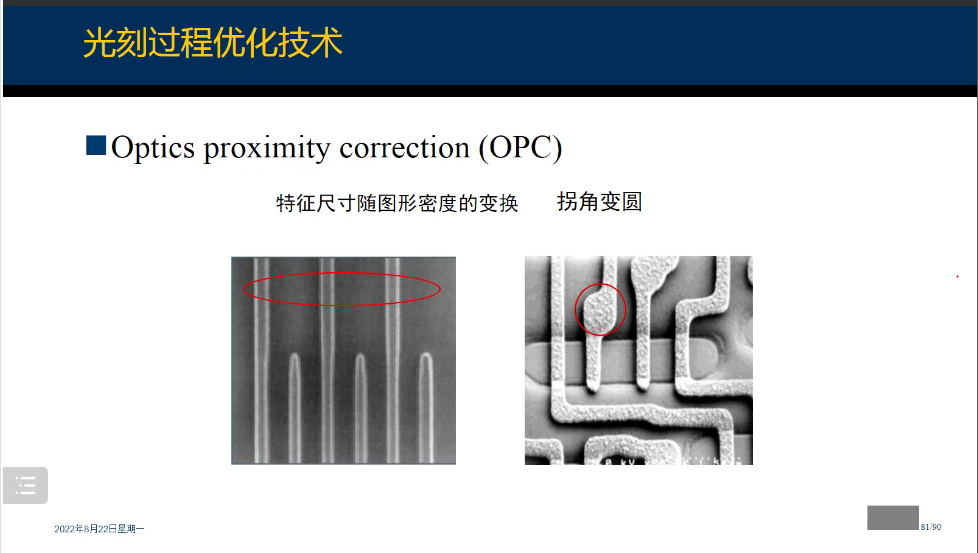 光刻过程优化技术
Optics proximity correction (OPC)
特征尺寸随图形密度的变换
拐角变圆
0 kV
2022年8月22日星期一
81/90